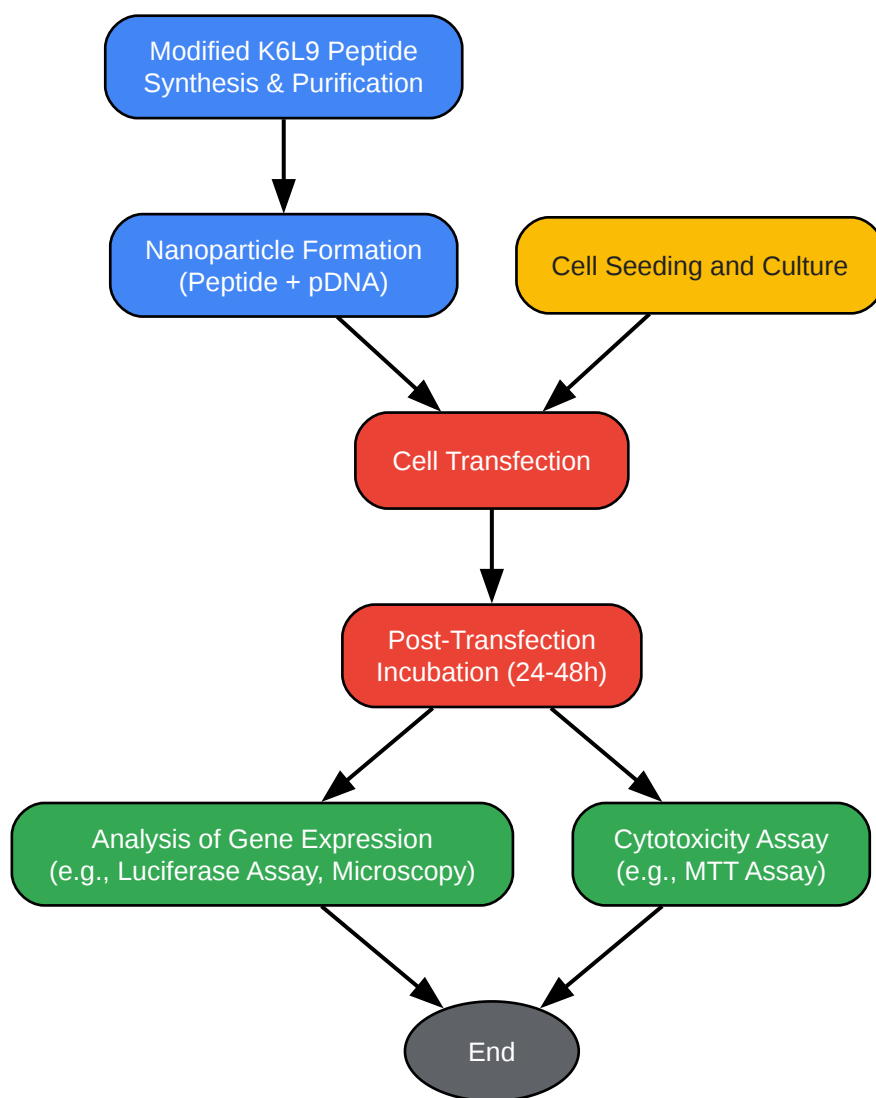 Modified K6L9 Peptide
Synthesis & Purification
Nanoparticle Formation
(Peptide + pDNA)
Cell Seeding and Culture
Cell Transfection
Post-Transfection
Incubation (24-48h)
Analysis of Gene Expression
(e.g., Luciferase Assay, Microscopy)
Cytotoxicity Assay
(e.g., MTT Assay)
End